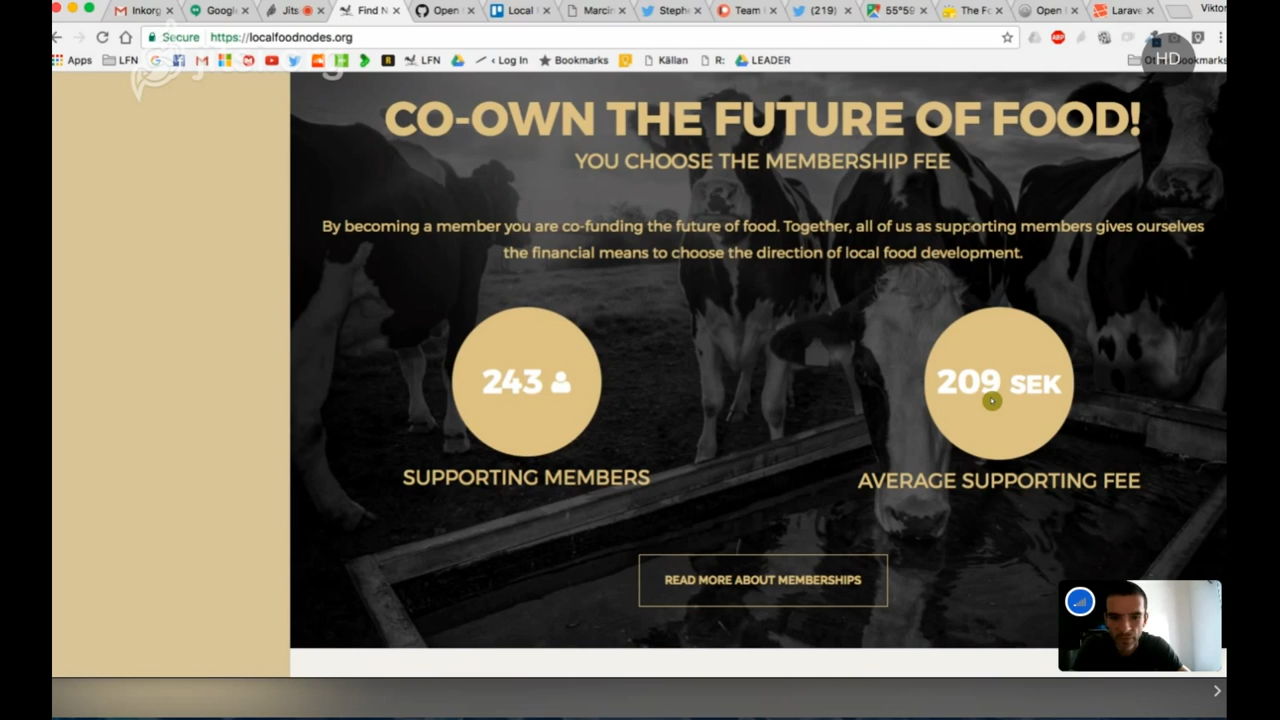 Inkorg
Google
Jits
Find N
Open
Local
Marcin
Steph
Team
(219)
55°59
The Fo
Open
Larave
Viktor
Secure https://localfoodnodes.org
Apps
LFN
LFN
‹ Log In
Bookmarks
Källan
R:
LEADER
jitsi.org
HD
CO-OWN THE FUTURE OF FOOD!
YOU CHOOSE THE MEMBERSHIP FEE
By becoming a member you are co-funding the future of food. Together, all of us as supporting members gives ourselves
the financial means to choose the direction of local food development.
243
209 SEK
SUPPORTING MEMBERS
AVERAGE SUPPORTING FEE
READ MORE ABOUT MEMBERSHIPS